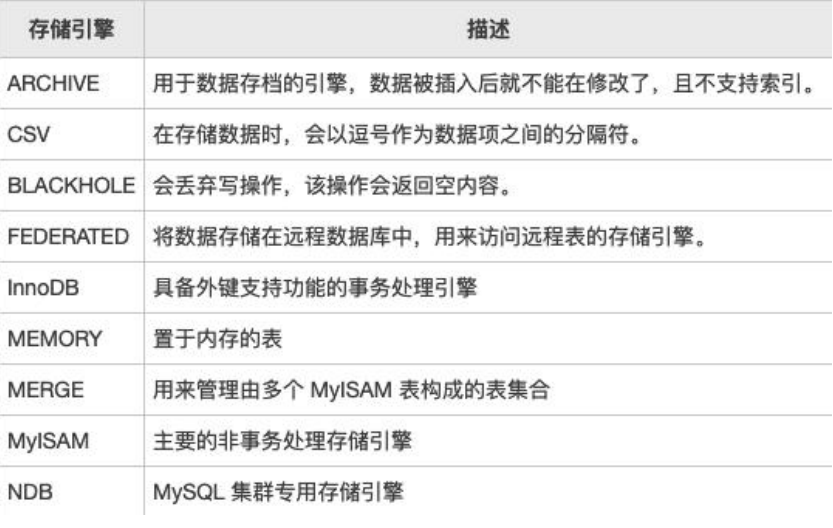 存储引擎 描述
ARCHIVE 用于数据存档的引擎，数据被插入后就不能在修改了，且不支持索引。
CSV 在存储数据时，会以逗号作为数据项之间的分隔符。
BLACKHOLE 会丢弃写操作，该操作会返回空内容。
FEDERATED 将数据存储在远程数据库中，用来访问远程表的存储引擎。
InnoDB 具备外键支持功能的事务处理引擎
MEMORY 置于内存的表
MERGE 用来管理由多个 MyISAM 表构成的表集合
MyISAM 主要的非事务处理存储引擎
NDB MySQL 集群专用存储引擎